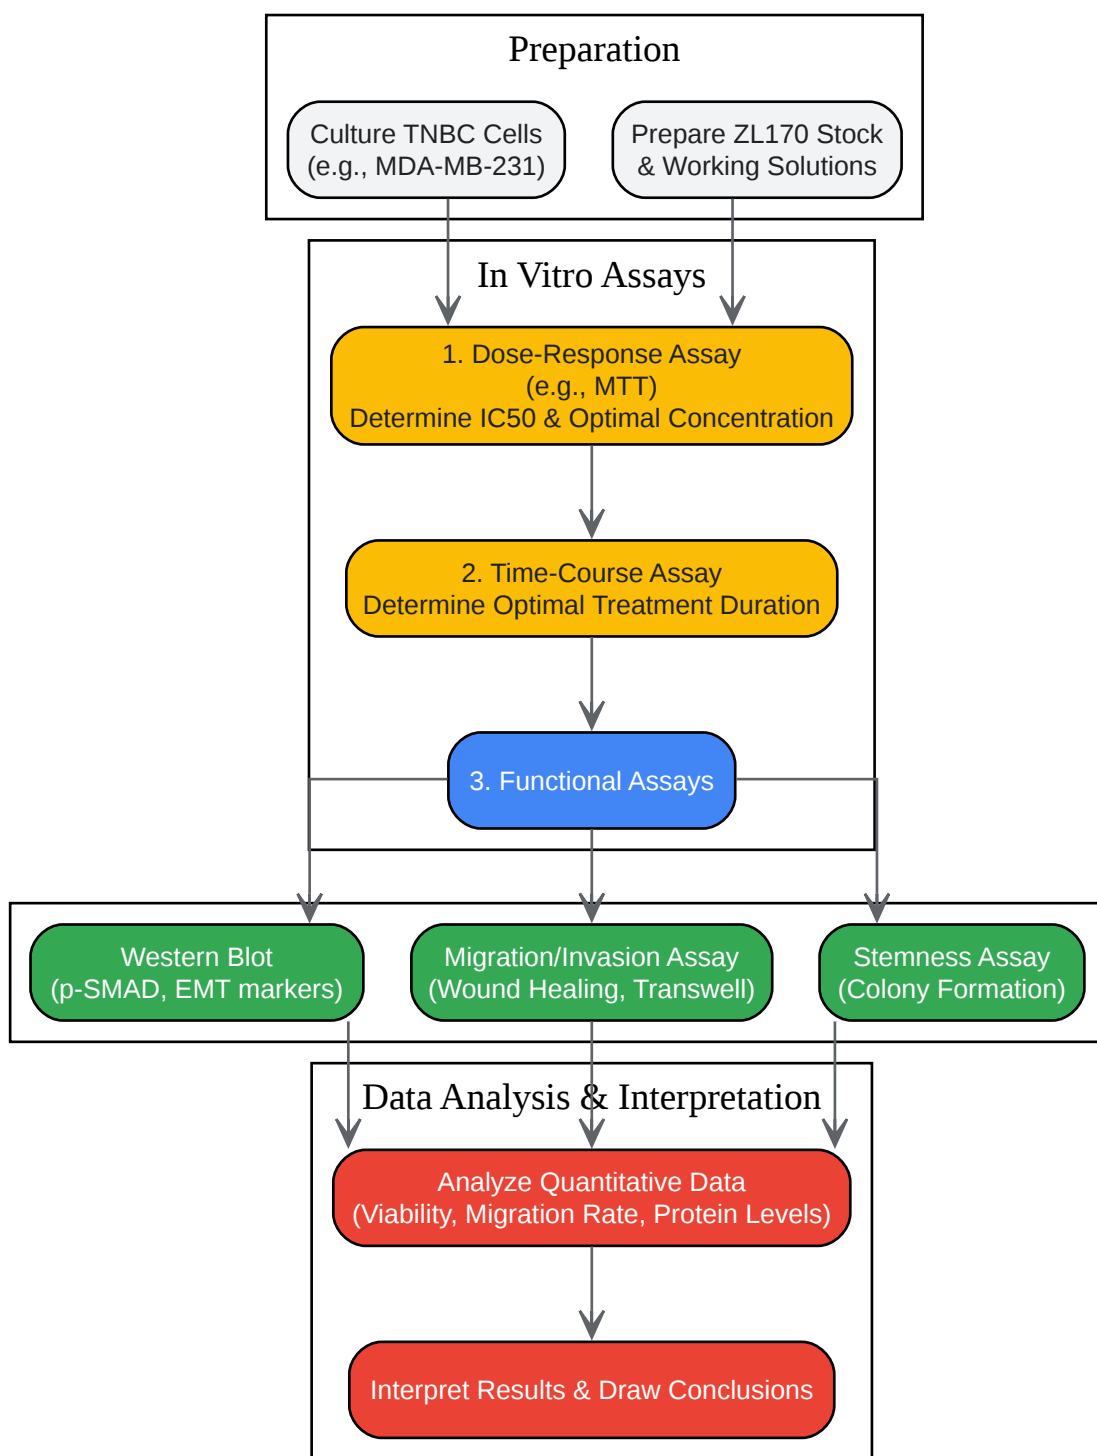 Preparation
Culture TNBC Cells
(e.g., MDA-MB-231)
Prepare ZL170 Stock
& Working Solutions
In Vitro Assays
1. Dose-Response Assay
(e.g., MTT)
Determine IC50 & Optimal Concentration
2. Time-Course Assay
Determine Optimal Treatment Duration
3. Functional Assays
Western Blot
(p-SMAD, EMT markers)
Migration/Invasion Assay
(Wound Healing, Transwell)
Stemness Assay
(Colony Formation)
Data Analysis & Interpretation
Analyze Quantitative Data
(Viability, Migration Rate, Protein Levels)
Interpret Results & Draw Conclusions